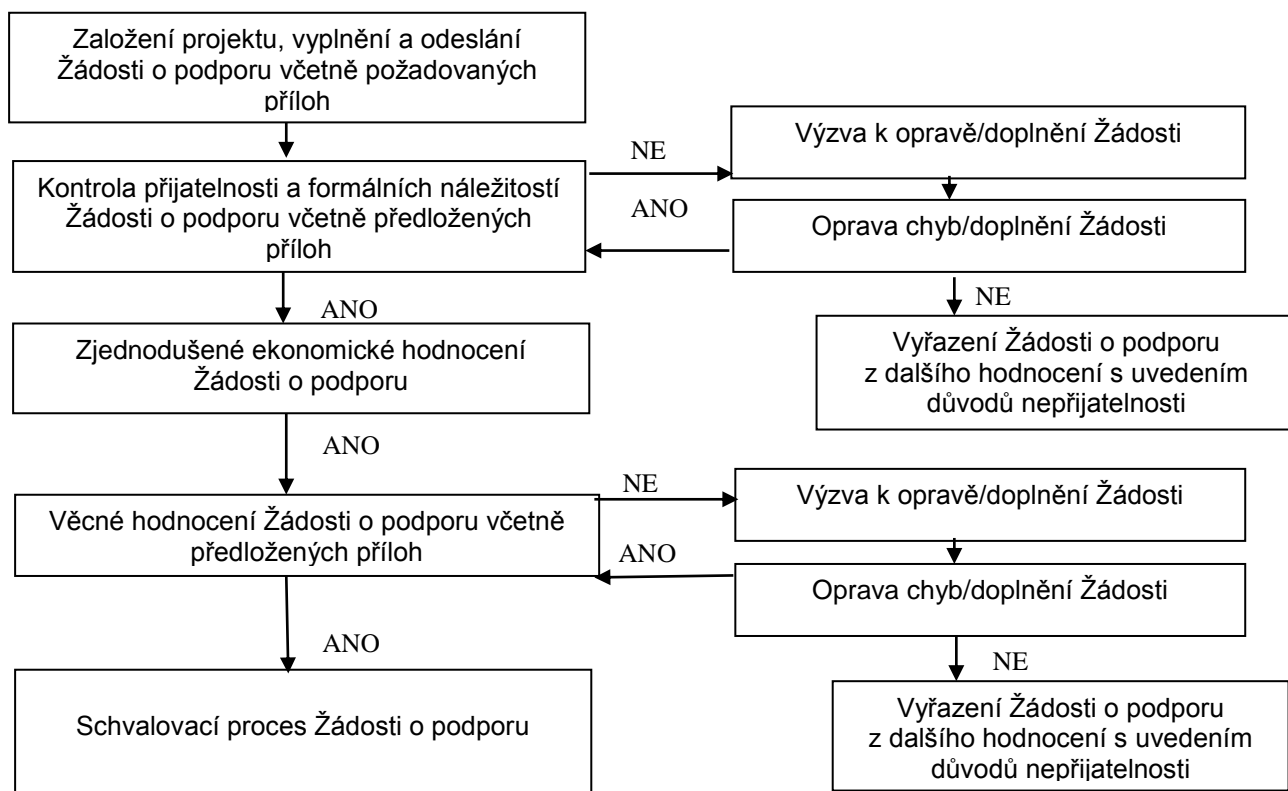 Založení projektu, vyplnění a odeslání
Žádosti o podporu včetně požadovaných
příloh
NE
Výzva k opravě/doplnění Žádosti
Kontrola přijatelnosti a formálních náležitostí
Žádosti o podporu včetně předložených
příloh
ANO
Oprava chyb/doplnění Žádosti
ANO
NE
Zjednodušené ekonomické hodnocení
Žádosti o podporu
Vyřazení Žádosti o podporu
z dalšího hodnocení s uvedením
důvodů nepřijatelnosti
ANO
NE
Výzva k opravě/doplnění Žádosti
Věcné hodnocení Žádosti o podporu včetně
předložených příloh
ANO
Oprava chyb/doplnění Žádosti
ANO
NE
Schvalovací proces Žádosti o podporu
Vyřazení Žádosti o podporu
z dalšího hodnocení s uvedením
důvodů nepřijatelnosti